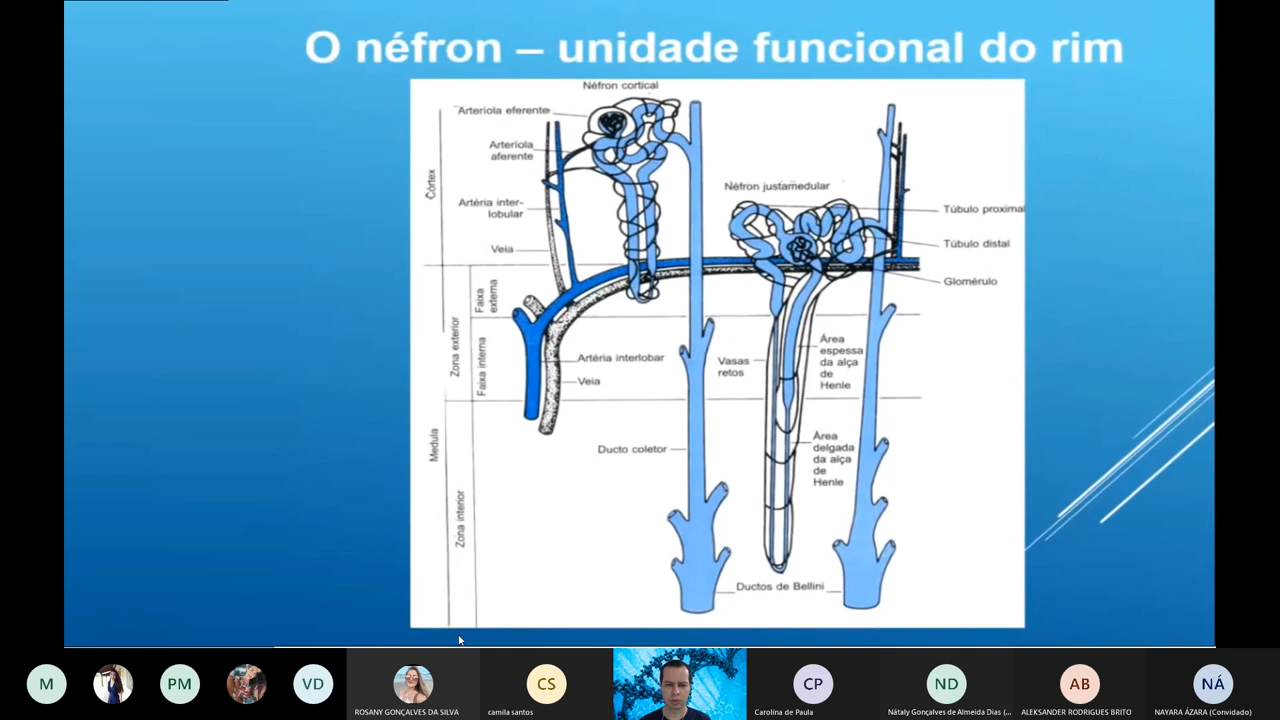 O néfron – unidade funcional do rim
Néfron cortical
Arteríola eferente
Arteríola
aferente
Artéria inter-
lobular
Veia
Córtex
Néfron justamedular
Túbulo proximal
Túbulo distal
Glomérulo
Faixa
externa
Zona exterior
Faixa interna
Artéria interlobar
Veia
Vasas
retos
Área
espessa
da alça
de
Henle
Medula
Ducto coletor
Área
delgada
da alça
de
Henle
Zona interior
Ductos de Bellini
M
PM
VD
ROSANY GONÇALVES DA SILVA
CS
camila santos
CP
Carolina de Paula
ND
Nátaly Gonçalves de Almeida Dias (...
AB
ALEKSANDER RODRIGUES BRITO
NÁ
NAYARA ÁZARA (Convidado)